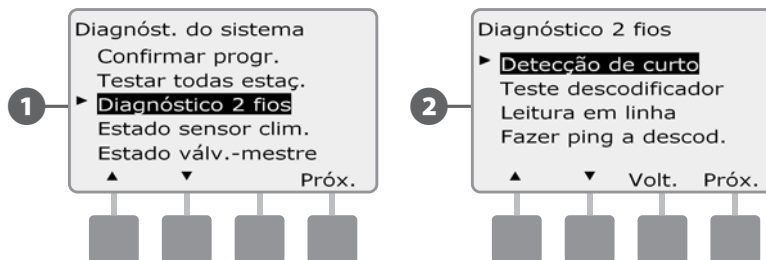 Diagnóst. do sistema
Confirmar progr.
Testar todas estaç.
1
► Diagnóstico 2 fios
Estado sensor clim.
Estado válv.-mestre
▲ ▼ Próx.
Diagnóstico 2 fios
► Detecção de curto
Teste descodificador
2
Leitura em linha
Fazer ping a descod.
▲ ▼ Volt. Próx.